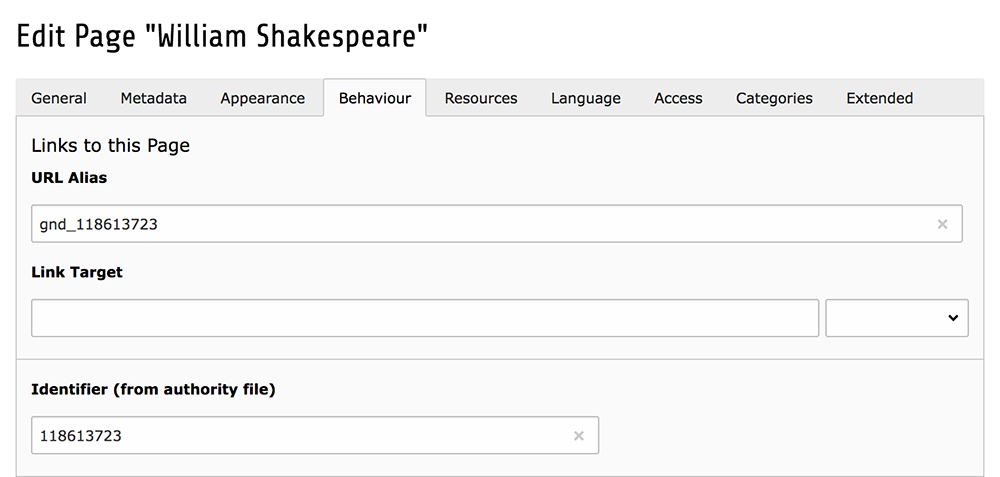 Edit Page "William Shakespeare"
General Metadata Appearance Behaviour Resources Language Access Categories Extended
Links to this Page
URL Alias
gnd_118613723
Link Target
Identifier (from authority file)
118613723